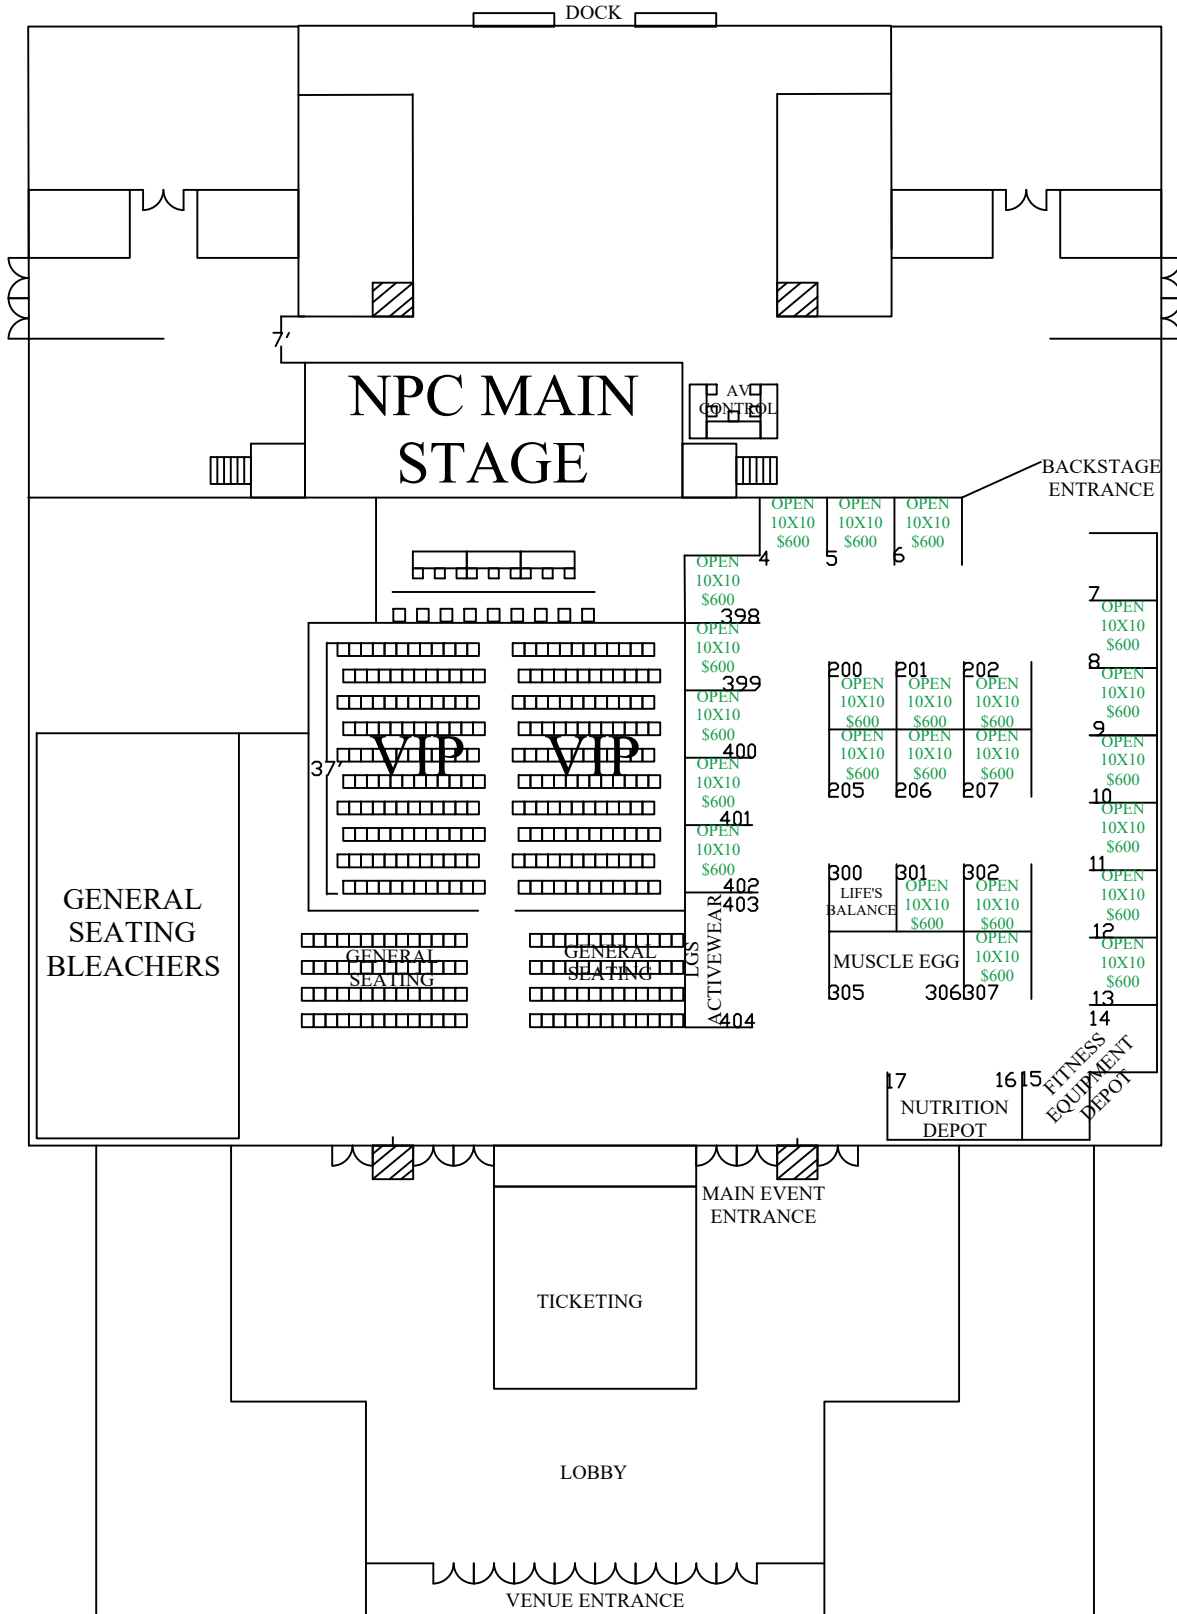 DOCK
7'
NPC MAIN
STAGE
AV
CONTROL
BACKSTAGE
ENTRANCE
OPEN
10X10
$600
4
OPEN
10X10
$600
5
OPEN
10X10
$600
6
OPEN
10X10
$600
398
OPEN
10X10
$600
399
OPEN
10X10
$600
400
OPEN
10X10
$600
401
OPEN
10X10
$600
402
403
LGS
ACTIVEWEAR
404
7
OPEN
10X10
$600
8
OPEN
10X10
$600
9
OPEN
10X10
$600
10
OPEN
10X10
$600
11
OPEN
10X10
$600
12
OPEN
10X10
$600
13
14
200
OPEN
10X10
$600
201
OPEN
10X10
$600
202
OPEN
10X10
$600
OPEN
10X10
$600
205
OPEN
10X10
$600
206
OPEN
10X10
$600
207
37'
VIP
VIP
300
LIFE'S
BALANCE
301
OPEN
10X10
$600
302
OPEN
10X10
$600
MUSCLE EGG
305
306
OPEN
10X10
$600
307
GENERAL
SEATING
BLEACHERS
GENERAL
SEATING
GENERAL
SEATING
FITNESS
EQUIPMENT
DEPOT
15
16
17
NUTRITION
DEPOT
MAIN EVENT
ENTRANCE
TICKETING
LOBBY
VENUE ENTRANCE